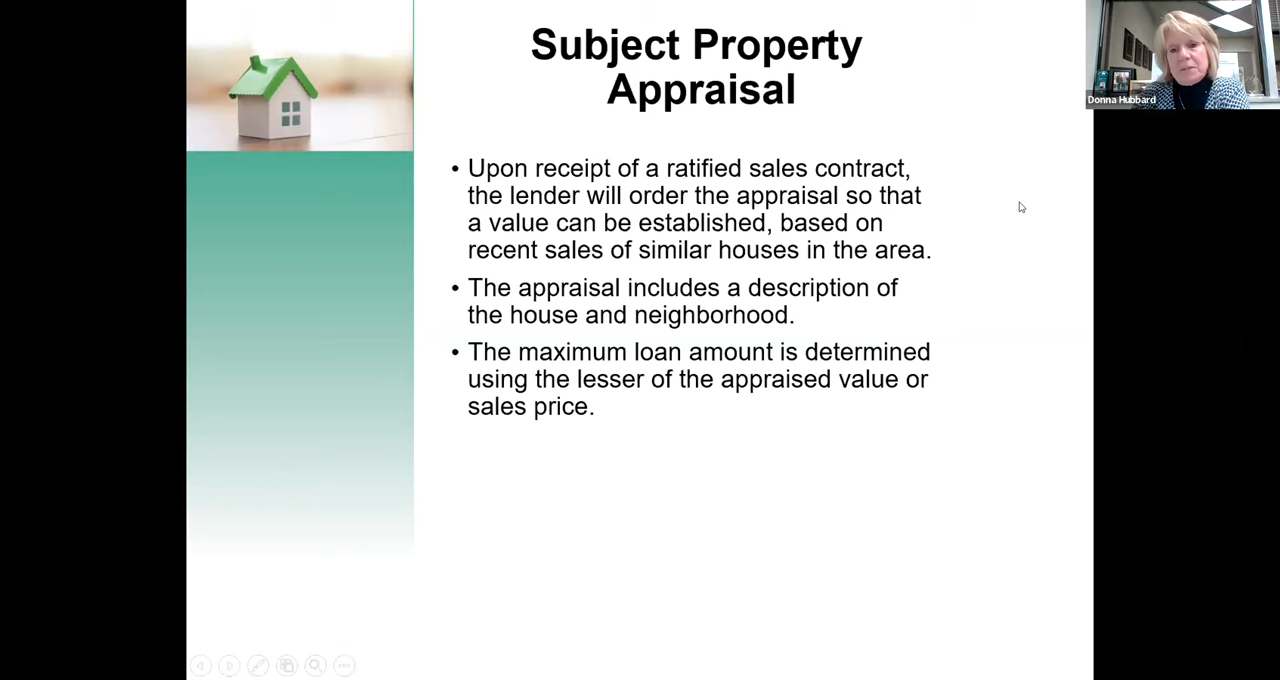 Subject Property
Appraisal
Donna Hubbard
• Upon receipt of a ratified sales contract,
the lender will order the appraisal so that
a value can be established, based on
recent sales of similar houses in the area.
• The appraisal includes a description of
the house and neighborhood.
• The maximum loan amount is determined
using the lesser of the appraised value or
sales price.